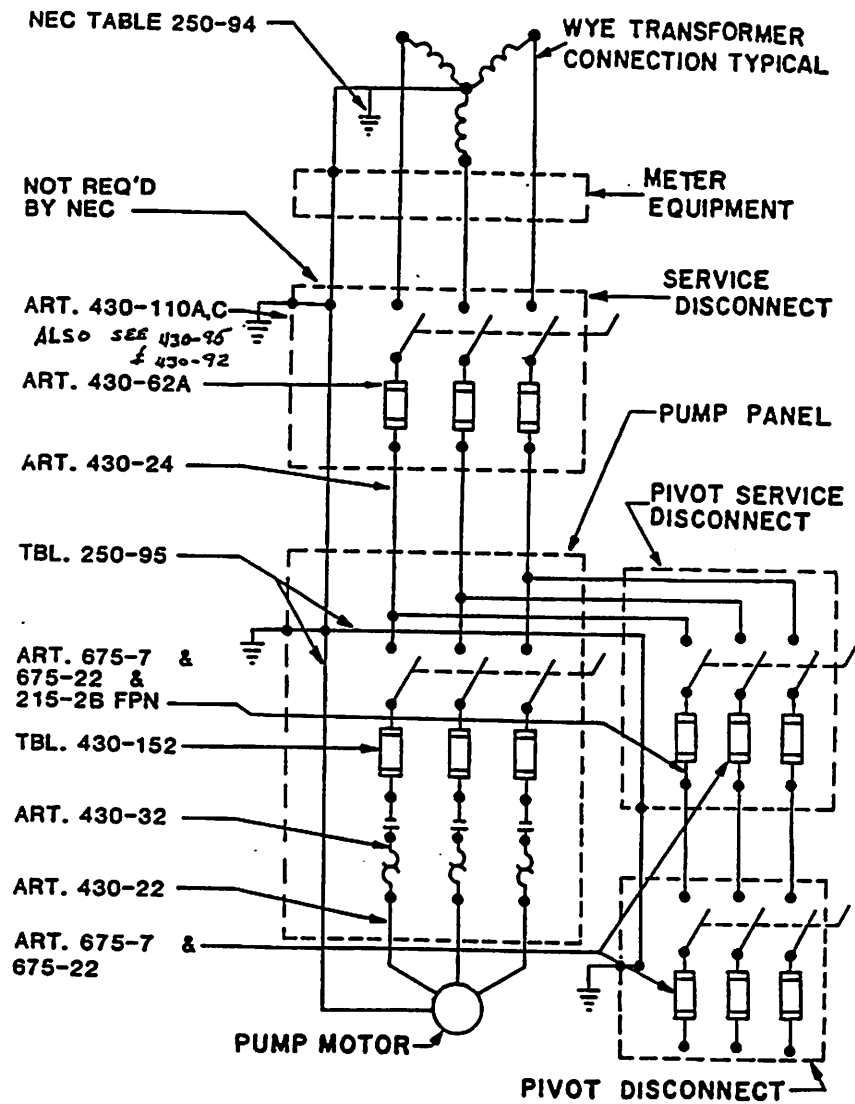 NEC TABLE 250-94
WYE TRANSFORMER
CONNECTION TYPICAL
NOT REQ'D
BY NEC
METER
EQUIPMENT
SERVICE
DISCONNECT
ART. 430-110A,C
ALSO SEE 430-95
& 430-92
ART. 430-62A
PUMP PANEL
ART. 430-24
PIVOT SERVICE
DISCONNECT
TBL. 250-95
ART. 675-7 &
675-22 &
215-2B FPN
TBL. 430-152
ART. 430-32
ART. 430-22
ART. 675-7 &
675-22
PUMP MOTOR
PIVOT DISCONNECT